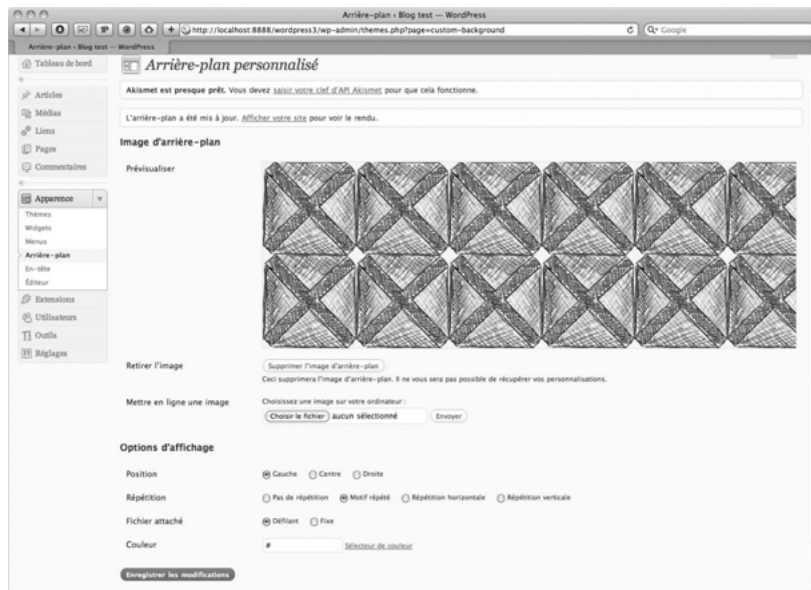 Arrière-plan ‹ Blog test — WordPress
http://localhost:8888/wordpress3/wp-admin/themes.php?page=custom-background
Google
Arrière-plan ‹ Blog test — WordPress
Tableau de bord
Articles
Médias
Liens
Pages
Commentaires
Apparence
Thèmes
Widgets
Menus
Arrière-plan
En-tête
Éditeur
Extensions
Utilisateurs
Outils
Réglages
Arrière-plan personnalisé
Akismet est presque prêt. Vous devez saisir votre clef d'API Akismet pour que cela fonctionne.
L'arrière-plan a été mis à jour. Afficher votre site pour voir le rendu.
Image d'arrière-plan
Prévisualiser
Retirer l'image
Supprimer l'image d'arrière-plan
Ceci supprimera l'image d'arrière-plan. Il ne vous sera pas possible de récupérer vos personnalisations.
Mettre en ligne une image
Choisissez une image sur votre ordinateur :
Choisir le fichier aucun sélectionné Envoyer
Options d'affichage
Position Gauche Centre Droite
Répétition Pas de répétition Motif répété Répétition horizontale Répétition verticale
Fichier attaché Défilant Fixe
Couleur # Sélecteur de couleur
Enregistrer les modifications